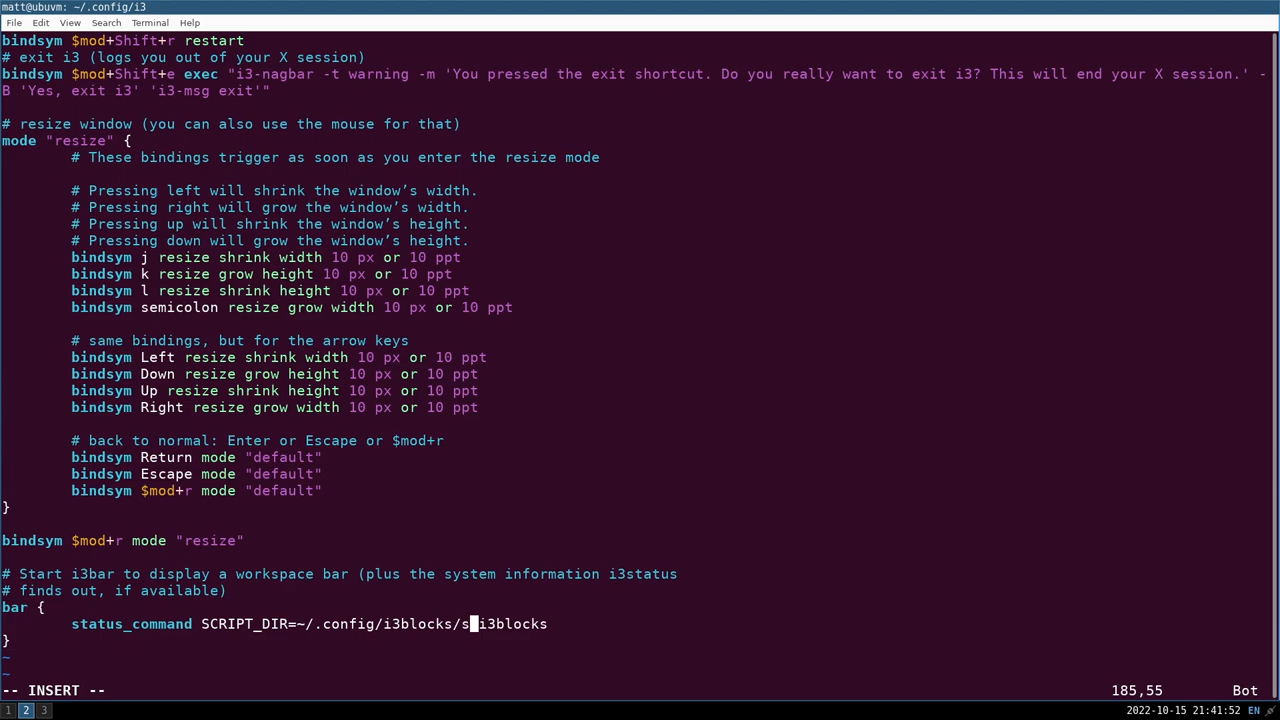 matt@ubuvm: ~/.config/i3
File Edit View Search Terminal Help
bindsym $mod+Shift+r restart
# exit i3 (logs you out of your X session)
bindsym $mod+Shift+e exec "i3-nagbar -t warning -m 'You pressed the exit shortcut. Do you really want to exit i3? This will end your X session.' -
B 'Yes, exit i3' 'i3-msg exit'"
# resize window (you can also use the mouse for that)
mode "resize" {
# These bindings trigger as soon as you enter the resize mode
# Pressing left will shrink the window’s width.
# Pressing right will grow the window’s width.
# Pressing up will shrink the window’s height.
# Pressing down will grow the window’s height.
bindsym j resize shrink width 10 px or 10 ppt
bindsym k resize grow height 10 px or 10 ppt
bindsym l resize shrink height 10 px or 10 ppt
bindsym semicolon resize grow width 10 px or 10 ppt
# same bindings, but for the arrow keys
bindsym Left resize shrink width 10 px or 10 ppt
bindsym Down resize grow height 10 px or 10 ppt
bindsym Up resize shrink height 10 px or 10 ppt
bindsym Right resize grow width 10 px or 10 ppt
# back to normal: Enter or Escape or $mod+r
bindsym Return mode "default"
bindsym Escape mode "default"
bindsym $mod+r mode "default"
}
bindsym $mod+r mode "resize"
# Start i3bar to display a workspace bar (plus the system information i3status
# finds out, if available)
bar {
status_command SCRIPT_DIR=~/.config/i3blocks/s i3blocks
}
~
~
-- INSERT -- 185,55 Bot
1 2 3 2022-10-15 21:41:52 EN